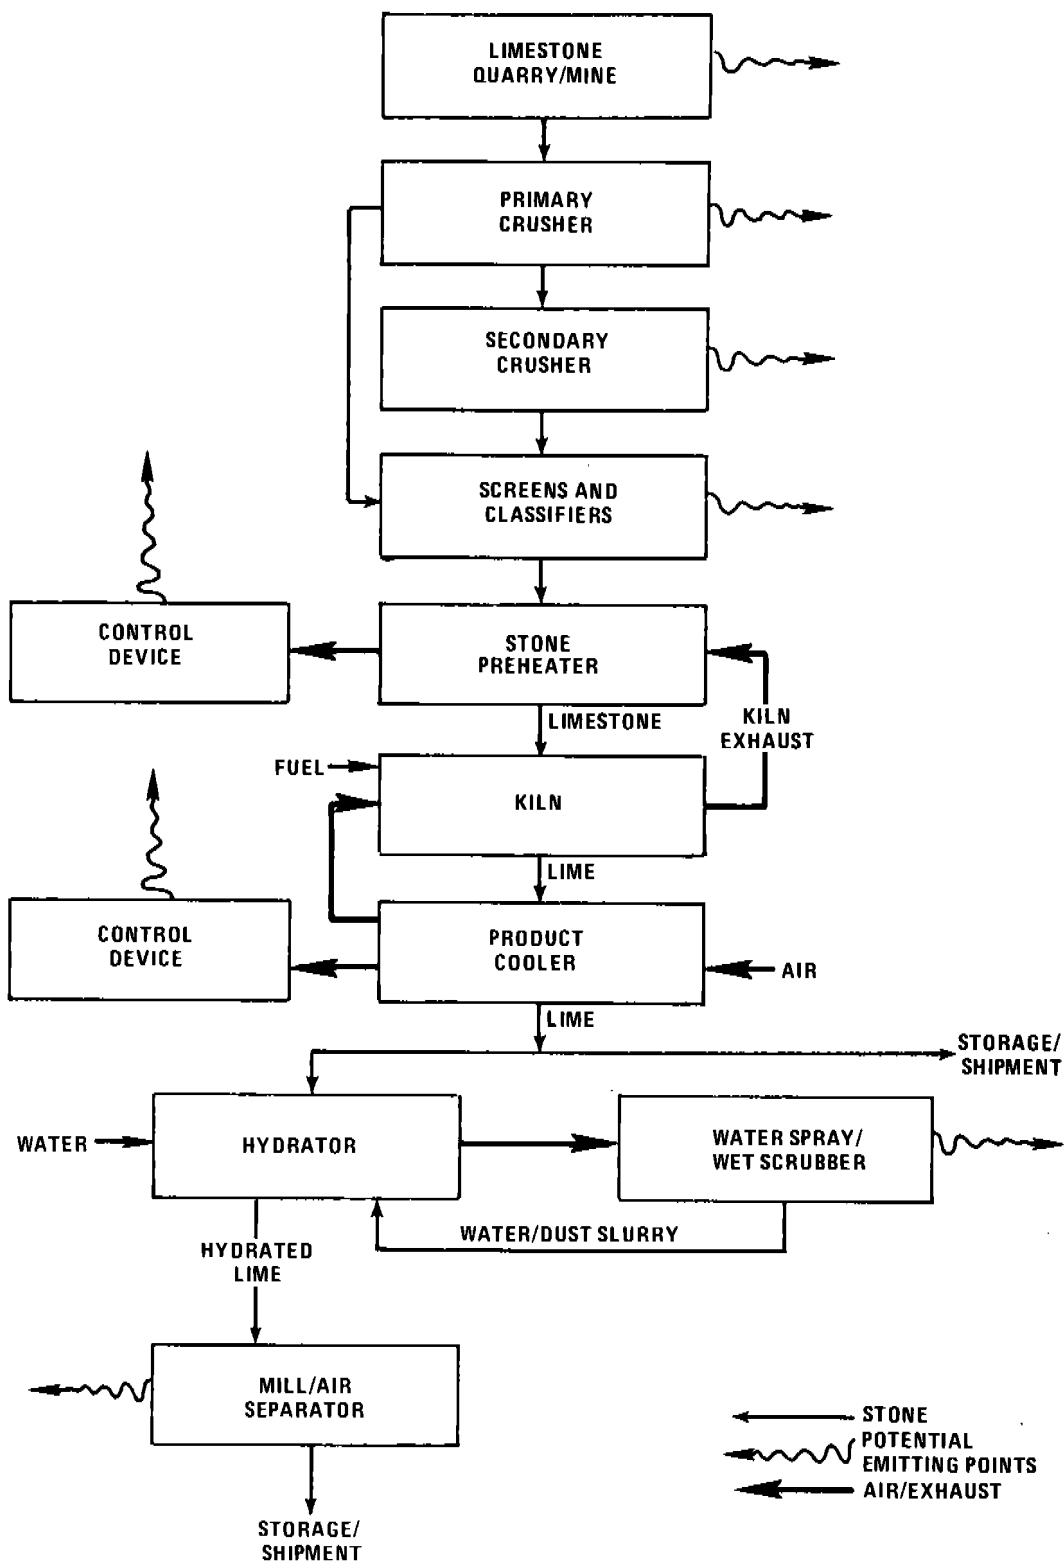 LIMESTONE
QUARRY/MINE
PRIMARY
CRUSHER
SECONDARY
CRUSHER
SCREENS AND
CLASSIFIERS
CONTROL
DEVICE
STONE
PREHEATER
KILN
EXHAUST
LIMESTONE
FUEL
KILN
LIME
CONTROL
DEVICE
PRODUCT
COOLER
AIR
LIME
STORAGE/
SHIPMENT
WATER
HYDRATOR
WATER SPRAY/
WET SCRUBBER
WATER/DUST SLURRY
HYDRATED
LIME
MILL/AIR
SEPARATOR
STORAGE/
SHIPMENT
STONE
POTENTIAL
EMITTING POINTS
AIR/EXHAUST